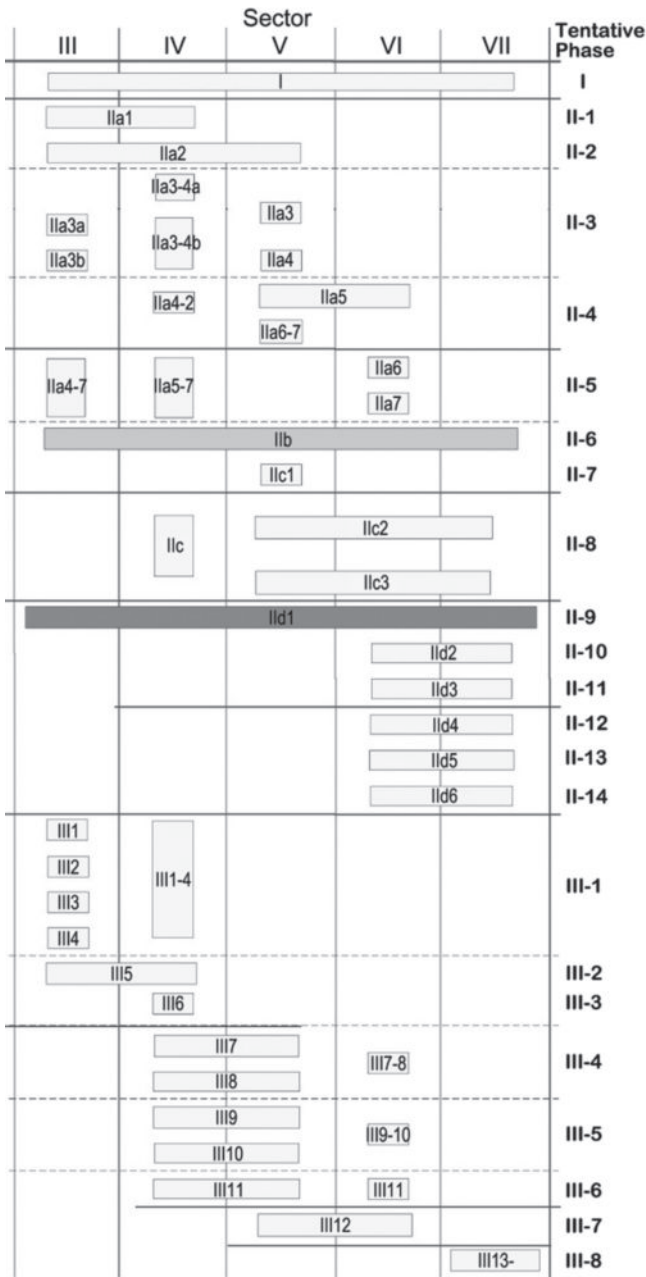 Sector
III IV V VI VII Tentative Phase
I I
IIa1 II-1
IIa2 II-2
IIa3-4a
IIa3
IIa3a IIa3-4b II-3
IIa3b IIa4
IIa4-2 IIa5
II-4
IIa6-7
IIa6
IIa4-7 IIa5-7 II-5
IIa7
IIb II-6
IIc1 II-7
IIc2
IIc II-8
IIc3
IId1 II-9
IId2 II-10
IId3 II-11
IId4 II-12
IId5 II-13
IId6 II-14
III1
III2
III1-4 III-1
III3
III4
III5 III-2
III6 III-3
III7
III7-8 III-4
III8
III9
III9-10 III-5
III10
III11 III11 III-6
III12 III-7
III13- III-8